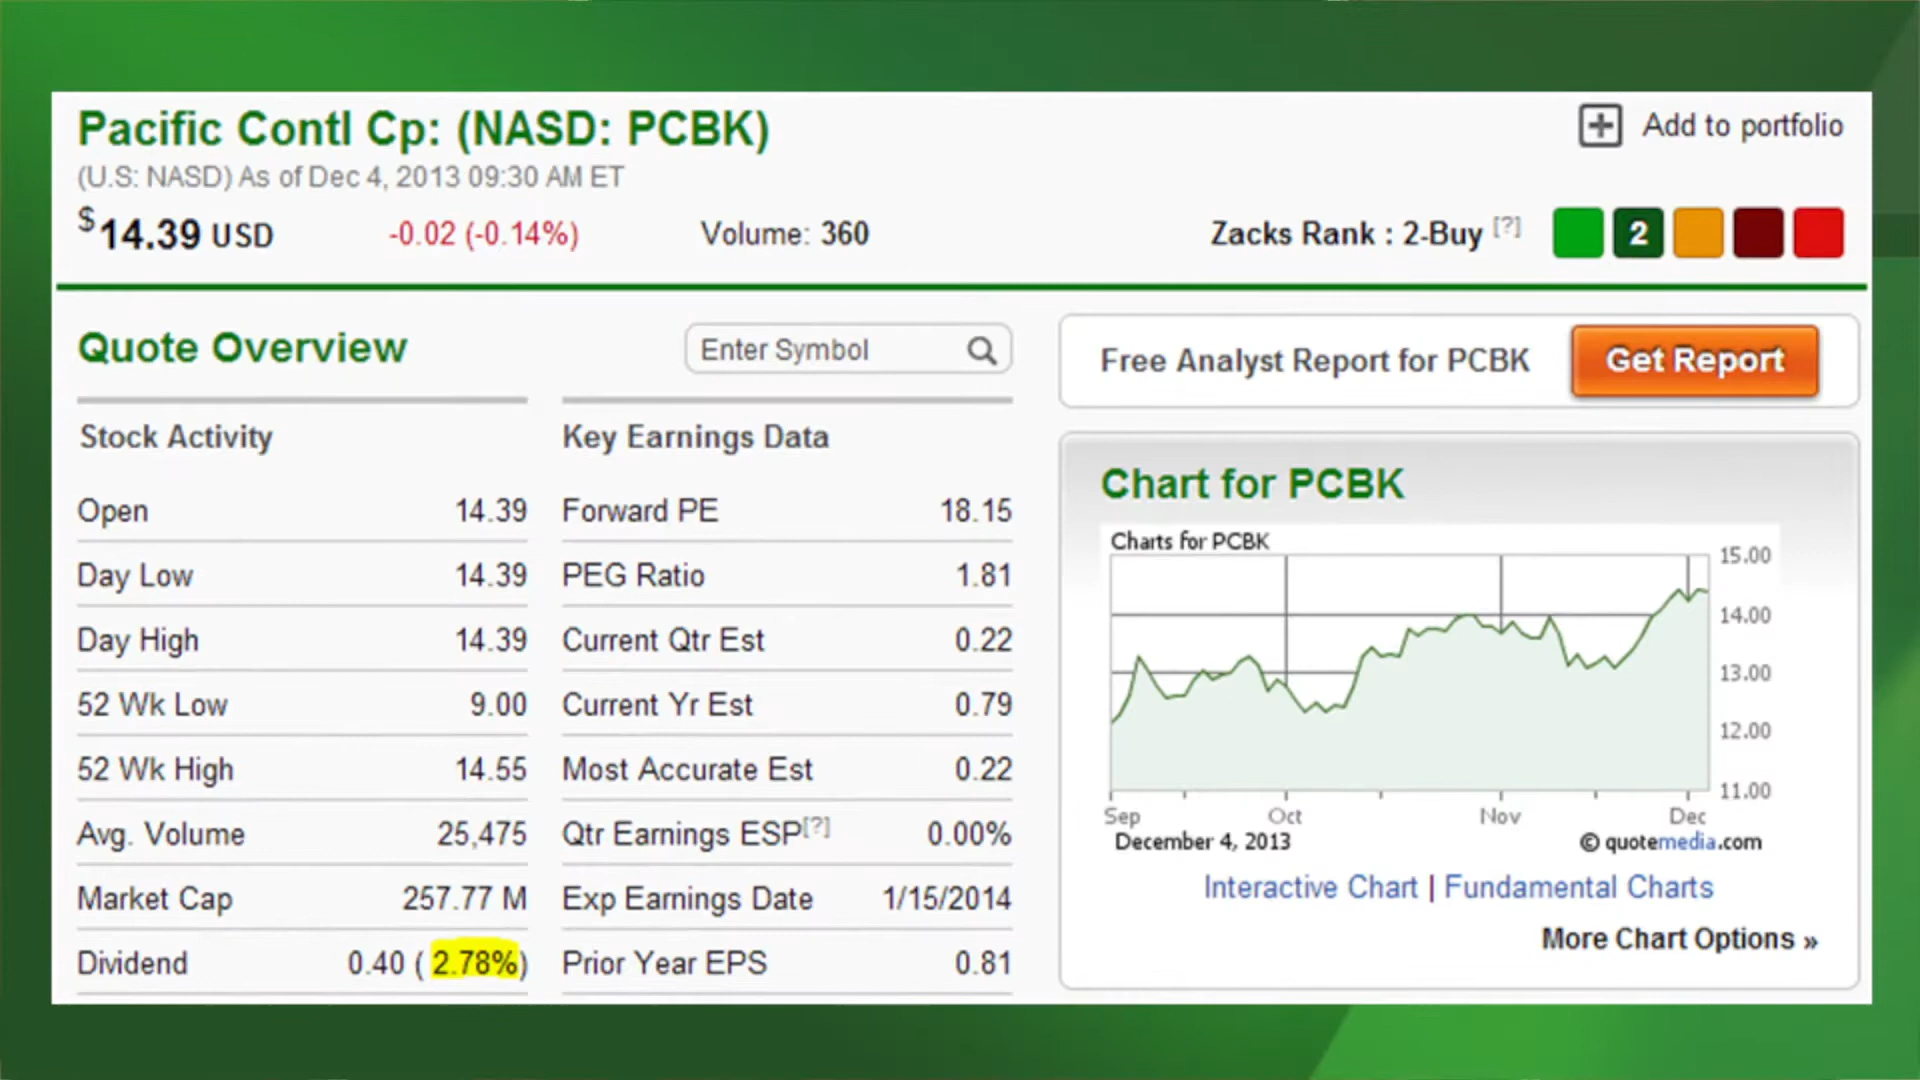 Pacific Contl Cp: (NASD: PCBK)
Add to portfolio
(U.S: NASD) As of Dec 4, 2013 09:30 AM ET
$14.39 USD -0.02 (-0.14%) Volume: 360 Zacks Rank : 2-Buy [?] 2
Quote Overview
Enter Symbol
Free Analyst Report for PCBK Get Report
Stock Activity
Open 14.39
Day Low 14.39
Day High 14.39
52 Wk Low 9.00
52 Wk High 14.55
Avg. Volume 25,475
Market Cap 257.77 M
Dividend 0.40 ( 2.78%)
Key Earnings Data
Forward PE 18.15
PEG Ratio 1.81
Current Qtr Est 0.22
Current Yr Est 0.79
Most Accurate Est 0.22
Qtr Earnings ESP[?] 0.00%
Exp Earnings Date 1/15/2014
Prior Year EPS 0.81
Chart for PCBK
Charts for PCBK
15.00
14.00
13.00
12.00
11.00
Sep Oct Nov Dec
December 4, 2013 © quotemedia.com
Interactive Chart | Fundamental Charts
More Chart Options »